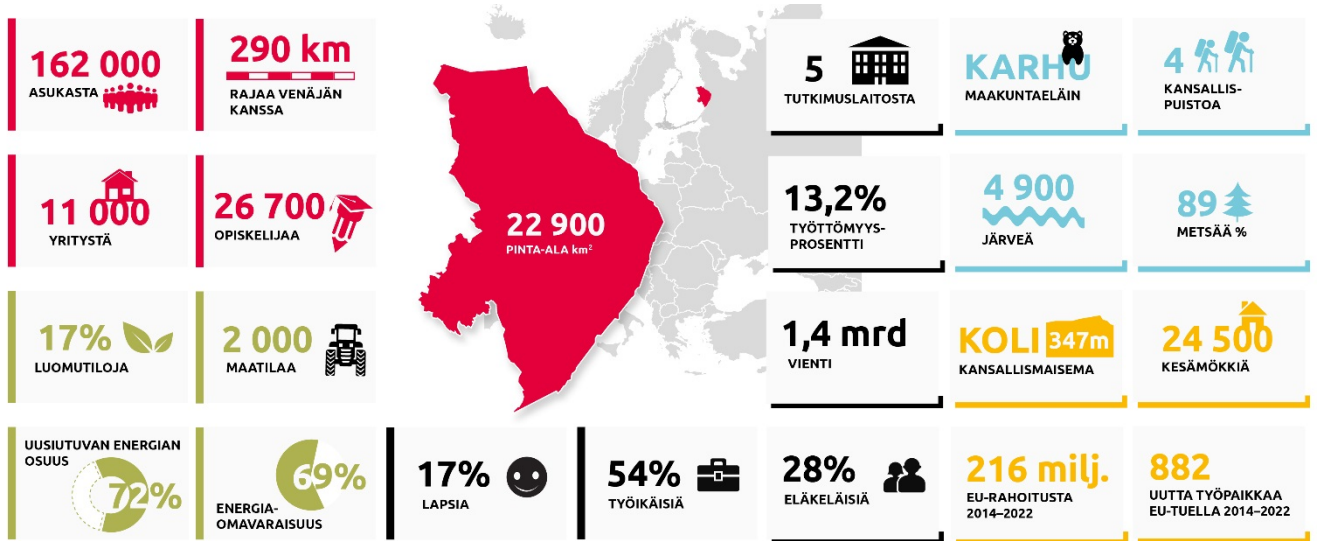 162 000
ASUKASTA
290 km
RAJAA VENÄJÄN
KANSSA
5
TUTKIMUSLAITOSTA
KARHU
MAAKUNTAELÄIN
4
KANSALLIS-
PUISTOA
11 000
YRITYSTÄ
26 700
OPISKELIJAA
22 900
PINTA-ALA km²
13,2%
TYÖTTÖMYYS-
PROSENTTI
4 900
JÄRVEÄ
89
METSÄÄ %
17%
LUOMUTILOJA
2 000
MAATILAA
1,4 mrd
VIENTI
KOLI 347m
KANSALLISMAISEMA
24 500
KESÄMÖKKIÄ
UUSIUTUVAN ENERGIAN
OSUUS
72%
69%
ENERGIA-
OMAVARAISUUS
17%
LAPSIA
54%
TYÖIKÄISIÄ
28%
ELÄKELÄISIÄ
216 milj.
EU-RAHOITUSTA
2014–2022
882
UUTTA TYÖPAIKKAA
EU-TUELLA 2014–2022